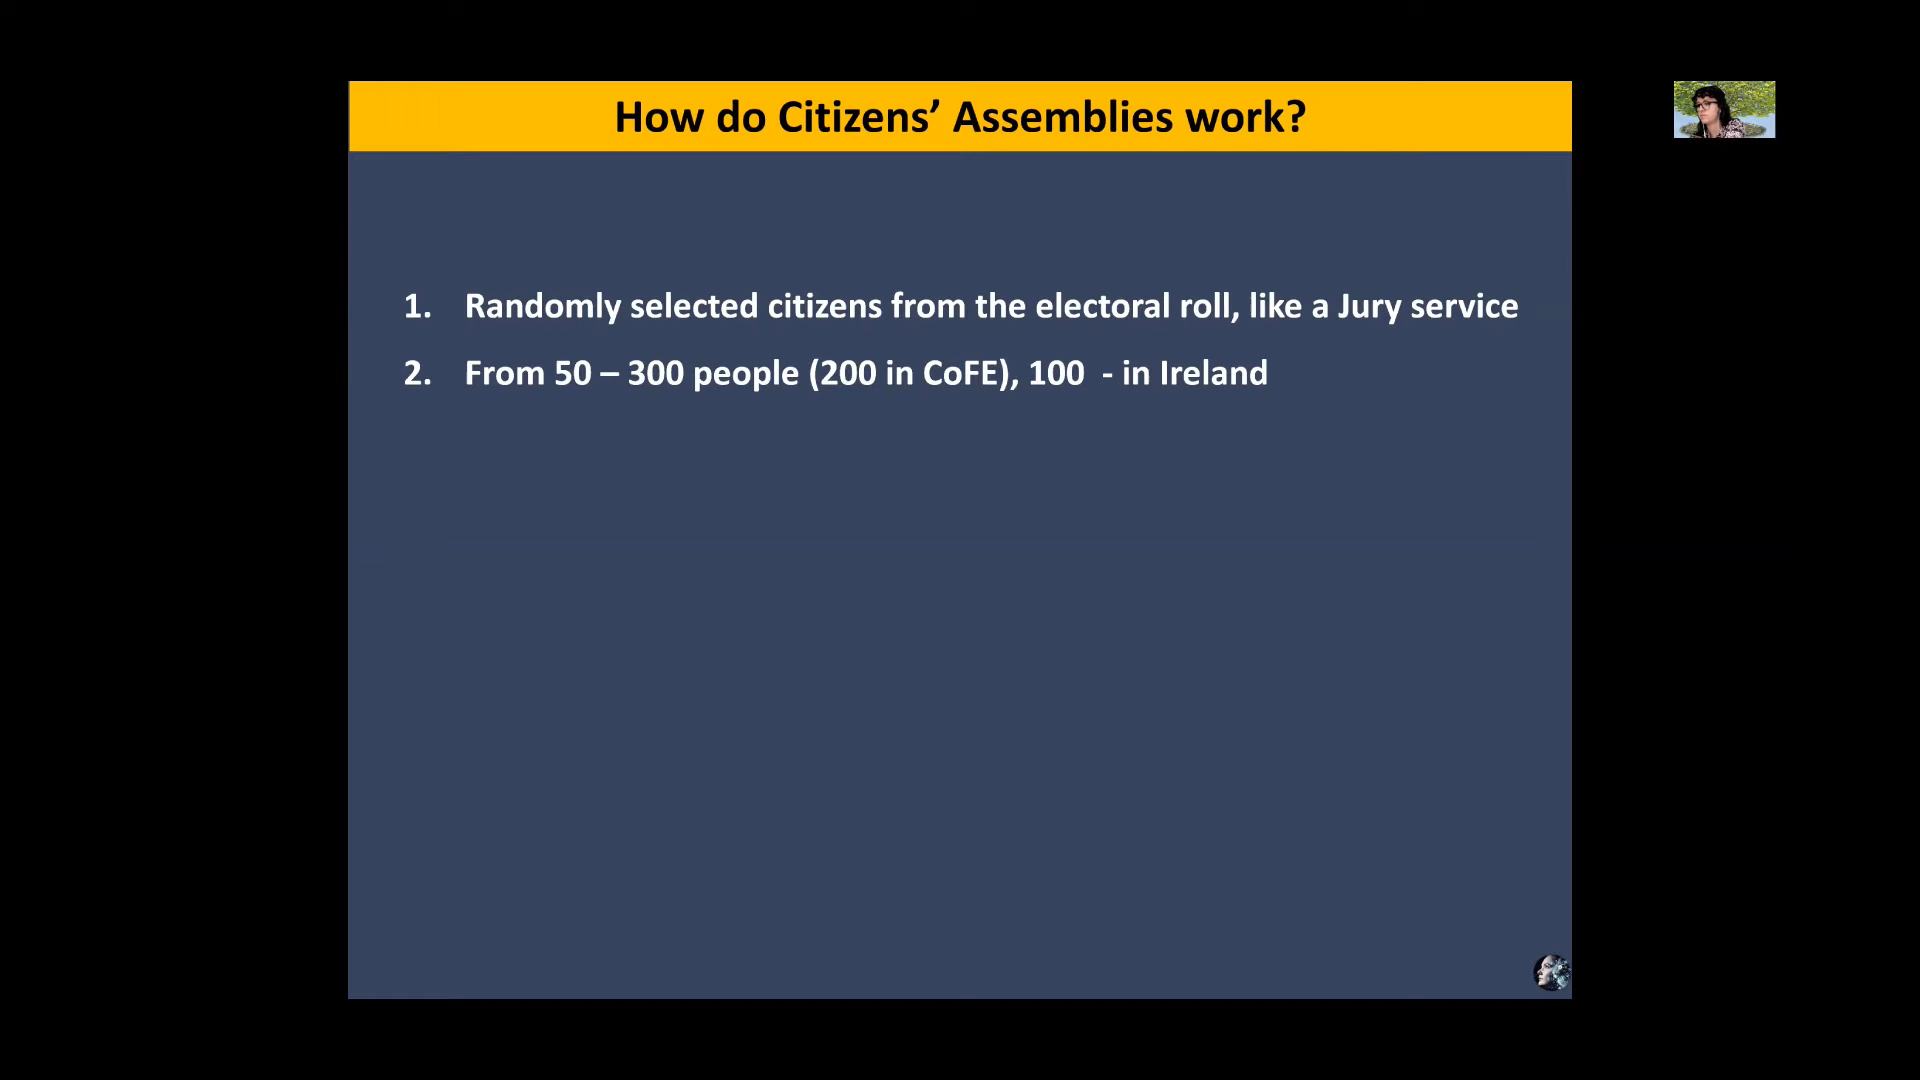 How do Citizens’ Assemblies work?
1. Randomly selected citizens from the electoral roll, like a Jury service
2. From 50 – 300 people (200 in CoFE), 100  - in Ireland